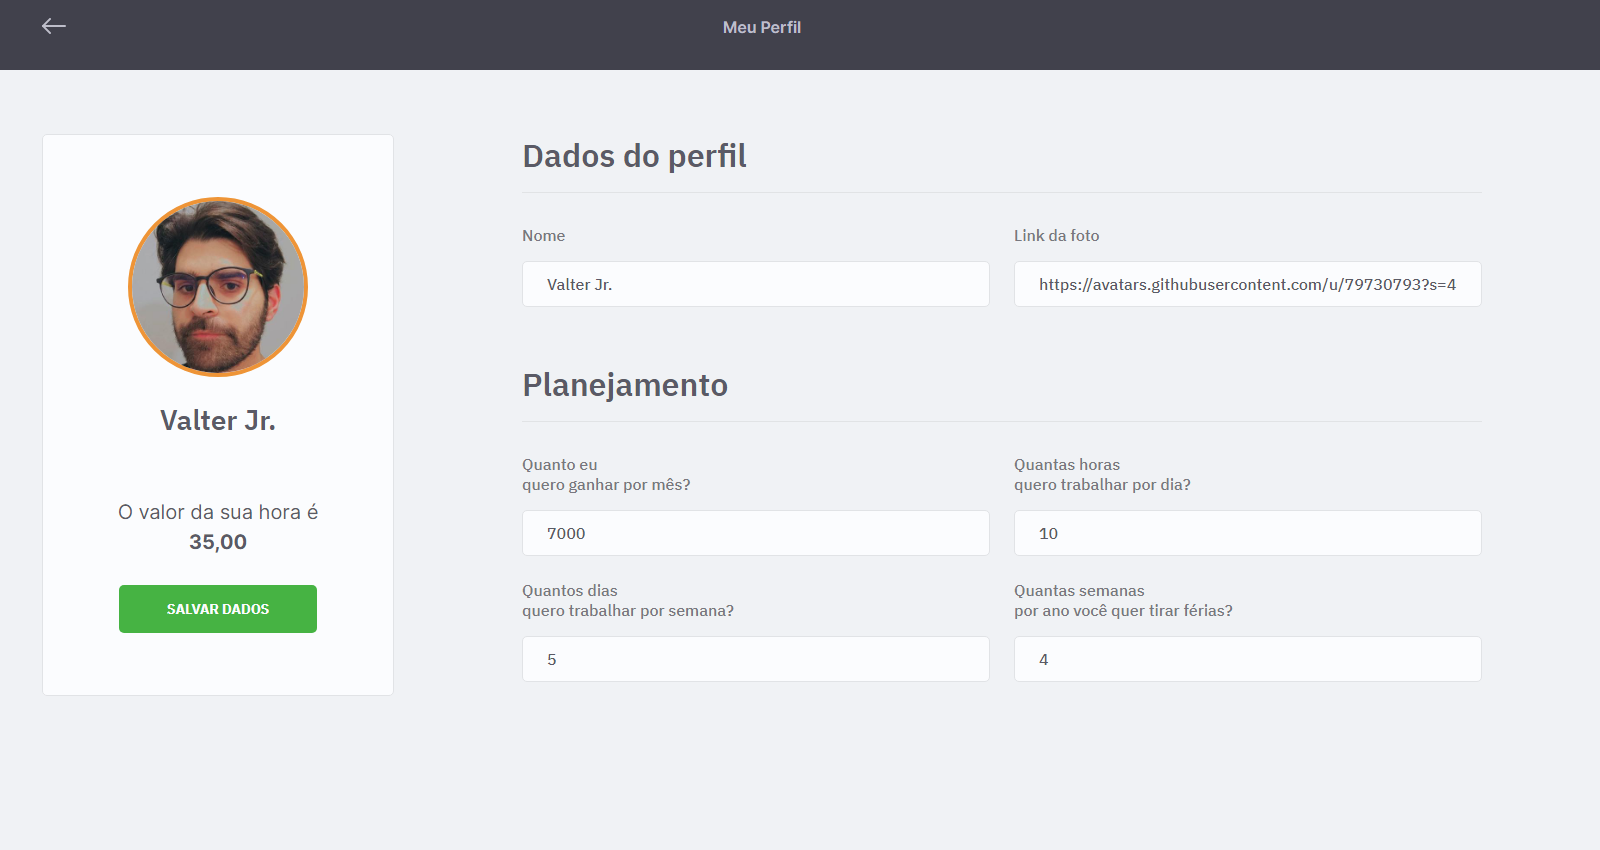 Meu Perfil
Valter Jr.
O valor da sua hora é
35,00
SALVAR DADOS
Dados do perfil
Nome
Valter Jr.
Link da foto
https://avatars.githubusercontent.com/u/79730793?s=4
Planejamento
Quanto eu
quero ganhar por mês?
7000
Quantas horas
quero trabalhar por dia?
10
Quantos dias
quero trabalhar por semana?
5
Quantas semanas
por ano você quer tirar férias?
4